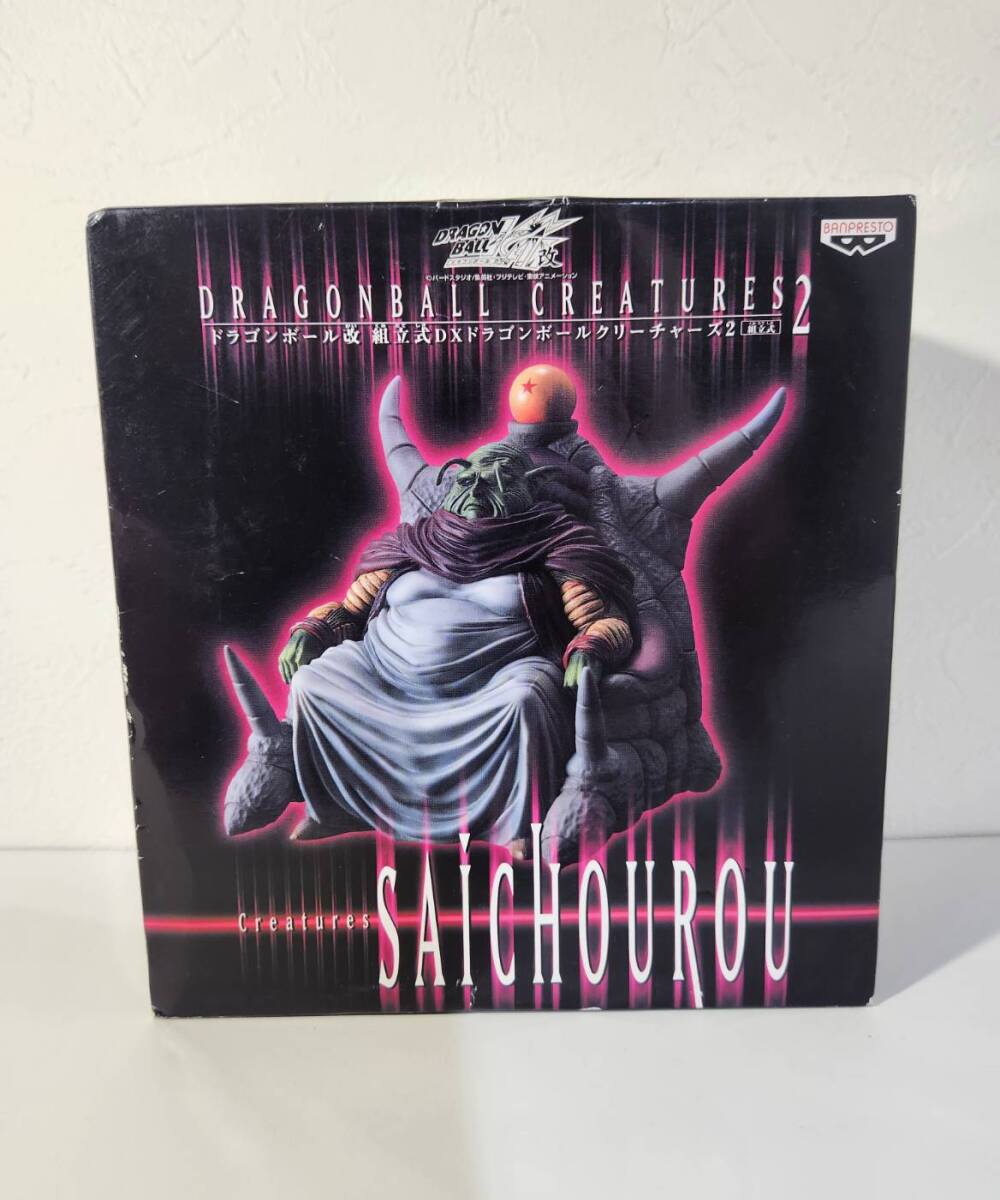 DRAGON BALL 改
BANPRESTO
©バードスタジオ/集英社・フジテレビ・東映アニメーション
DRAGONBALL CREATURES 2
ドラゴンボール改 組立式DXドラゴンボールクリーチャーズ2 組立式
Creatures
SAICHOUROU